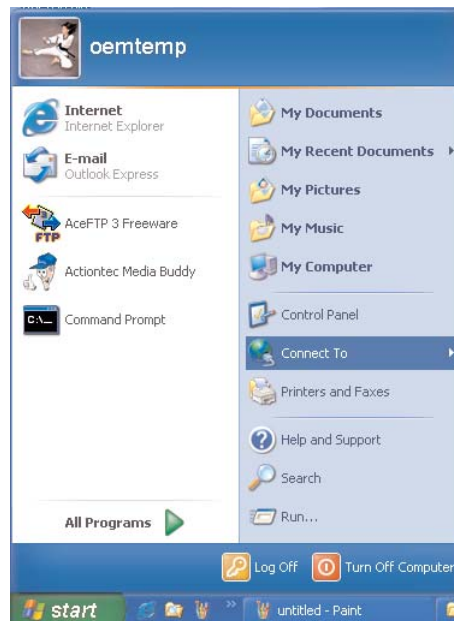 oemtemp
Internet
Internet Explorer
E-mail
Outlook Express
FTP
AceFTP 3 Freeware
Actiontec Media Buddy
C:\_
Command Prompt
All Programs
My Documents
My Recent Documents
My Pictures
My Music
My Computer
Control Panel
Connect To
Printers and Faxes
Help and Support
Search
Run...
Log Off
Turn Off Computer
start
untitled - Paint